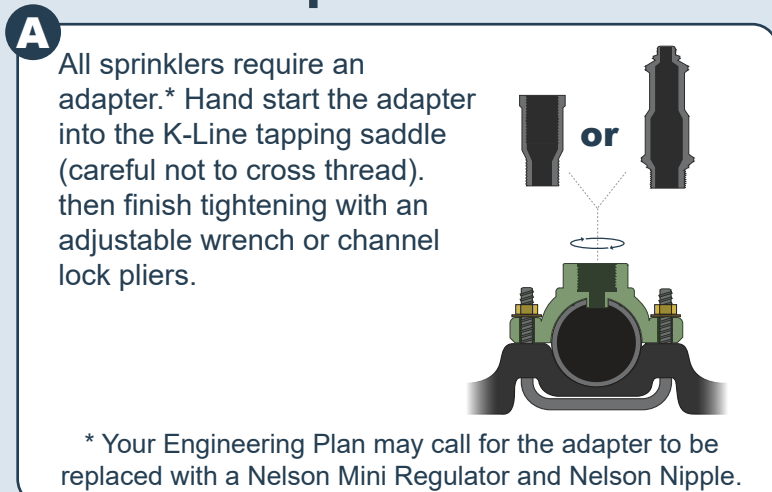 A
All sprinklers require an
adapter.* Hand start the adapter
into the K-Line tapping saddle
(careful not to cross thread).
then finish tightening with an
adjustable wrench or channel
lock pliers.
or
* Your Engineering Plan may call for the adapter to be
replaced with a Nelson Mini Regulator and Nelson Nipple.